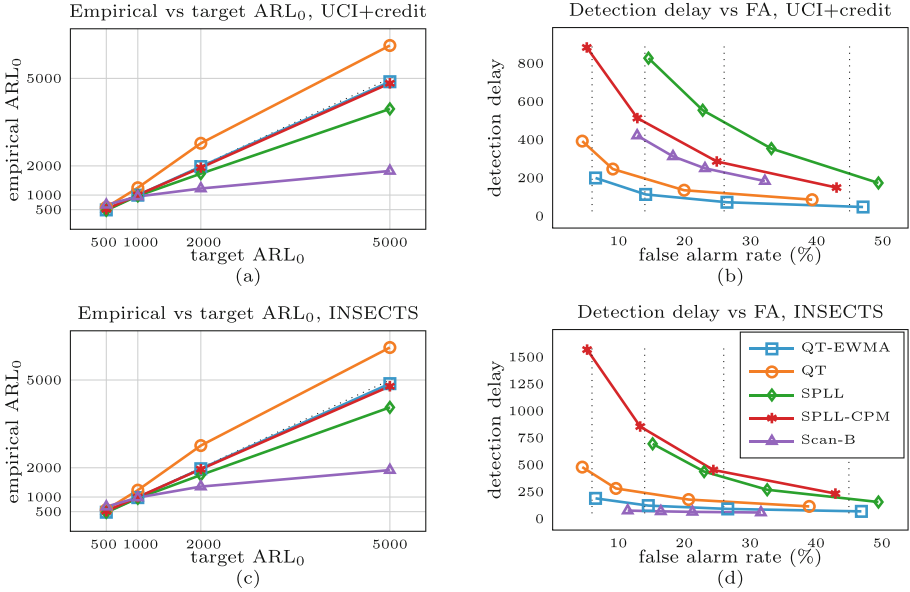 Empirical vs target ARL₀, UCI+credit
empirical ARL₀
5000
2000
1000
500
500 1000 2000 5000
target ARL₀
(a)
Detection delay vs FA, UCI+credit
detection delay
800
600
400
200
0
10 20 30 40 50
false alarm rate (%)
(b)
Empirical vs target ARL₀, INSECTS
empirical ARL₀
5000
2000
1000
500
500 1000 2000 5000
target ARL₀
(c)
Detection delay vs FA, INSECTS
detection delay
1500
1250
1000
750
500
250
0
QT-EWMA
QT
SPLL
SPLL-CPM
Scan-B
10 20 30 40 50
false alarm rate (%)
(d)